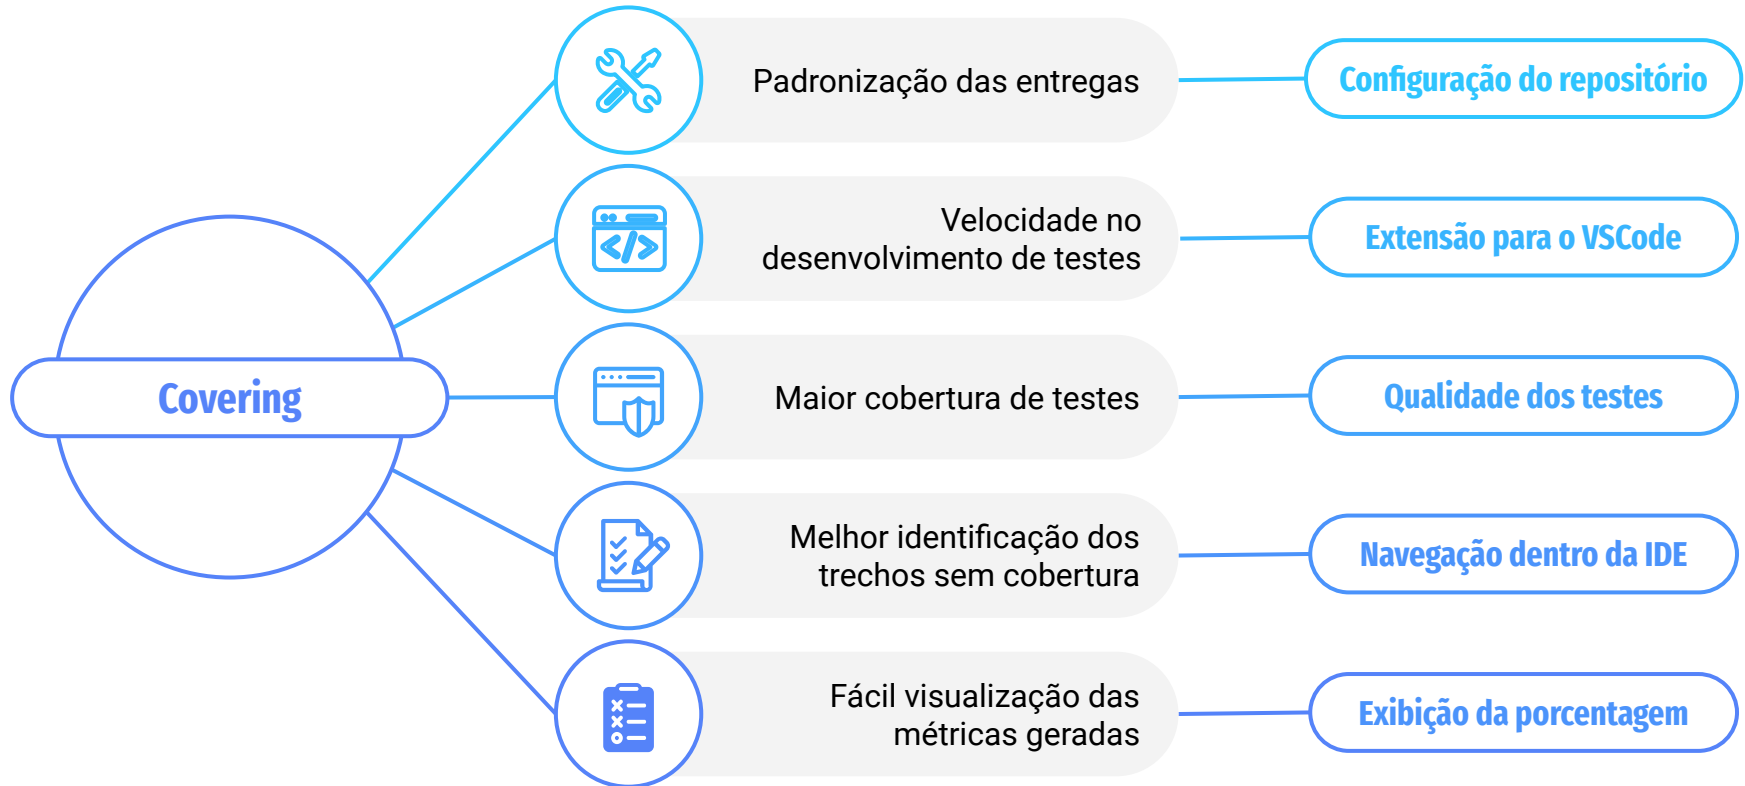 Padronização das entregas
Configuração do repositório
Velocidade no
desenvolvimento de testes
Extensão para o VSCode
Covering
Maior cobertura de testes
Qualidade dos testes
Melhor identificação dos
trechos sem cobertura
Navegação dentro da IDE
Fácil visualização das
métricas geradas
Exibição da porcentagem